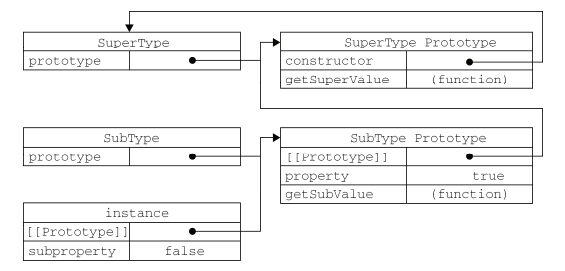 SuperType
prototype
SuperType Prototype
constructor
getSuperValue (function)
SubType
prototype
SubType Prototype
[[Prototype]]
property true
getSubValue (function)
instance
[[Prototype]]
subproperty false